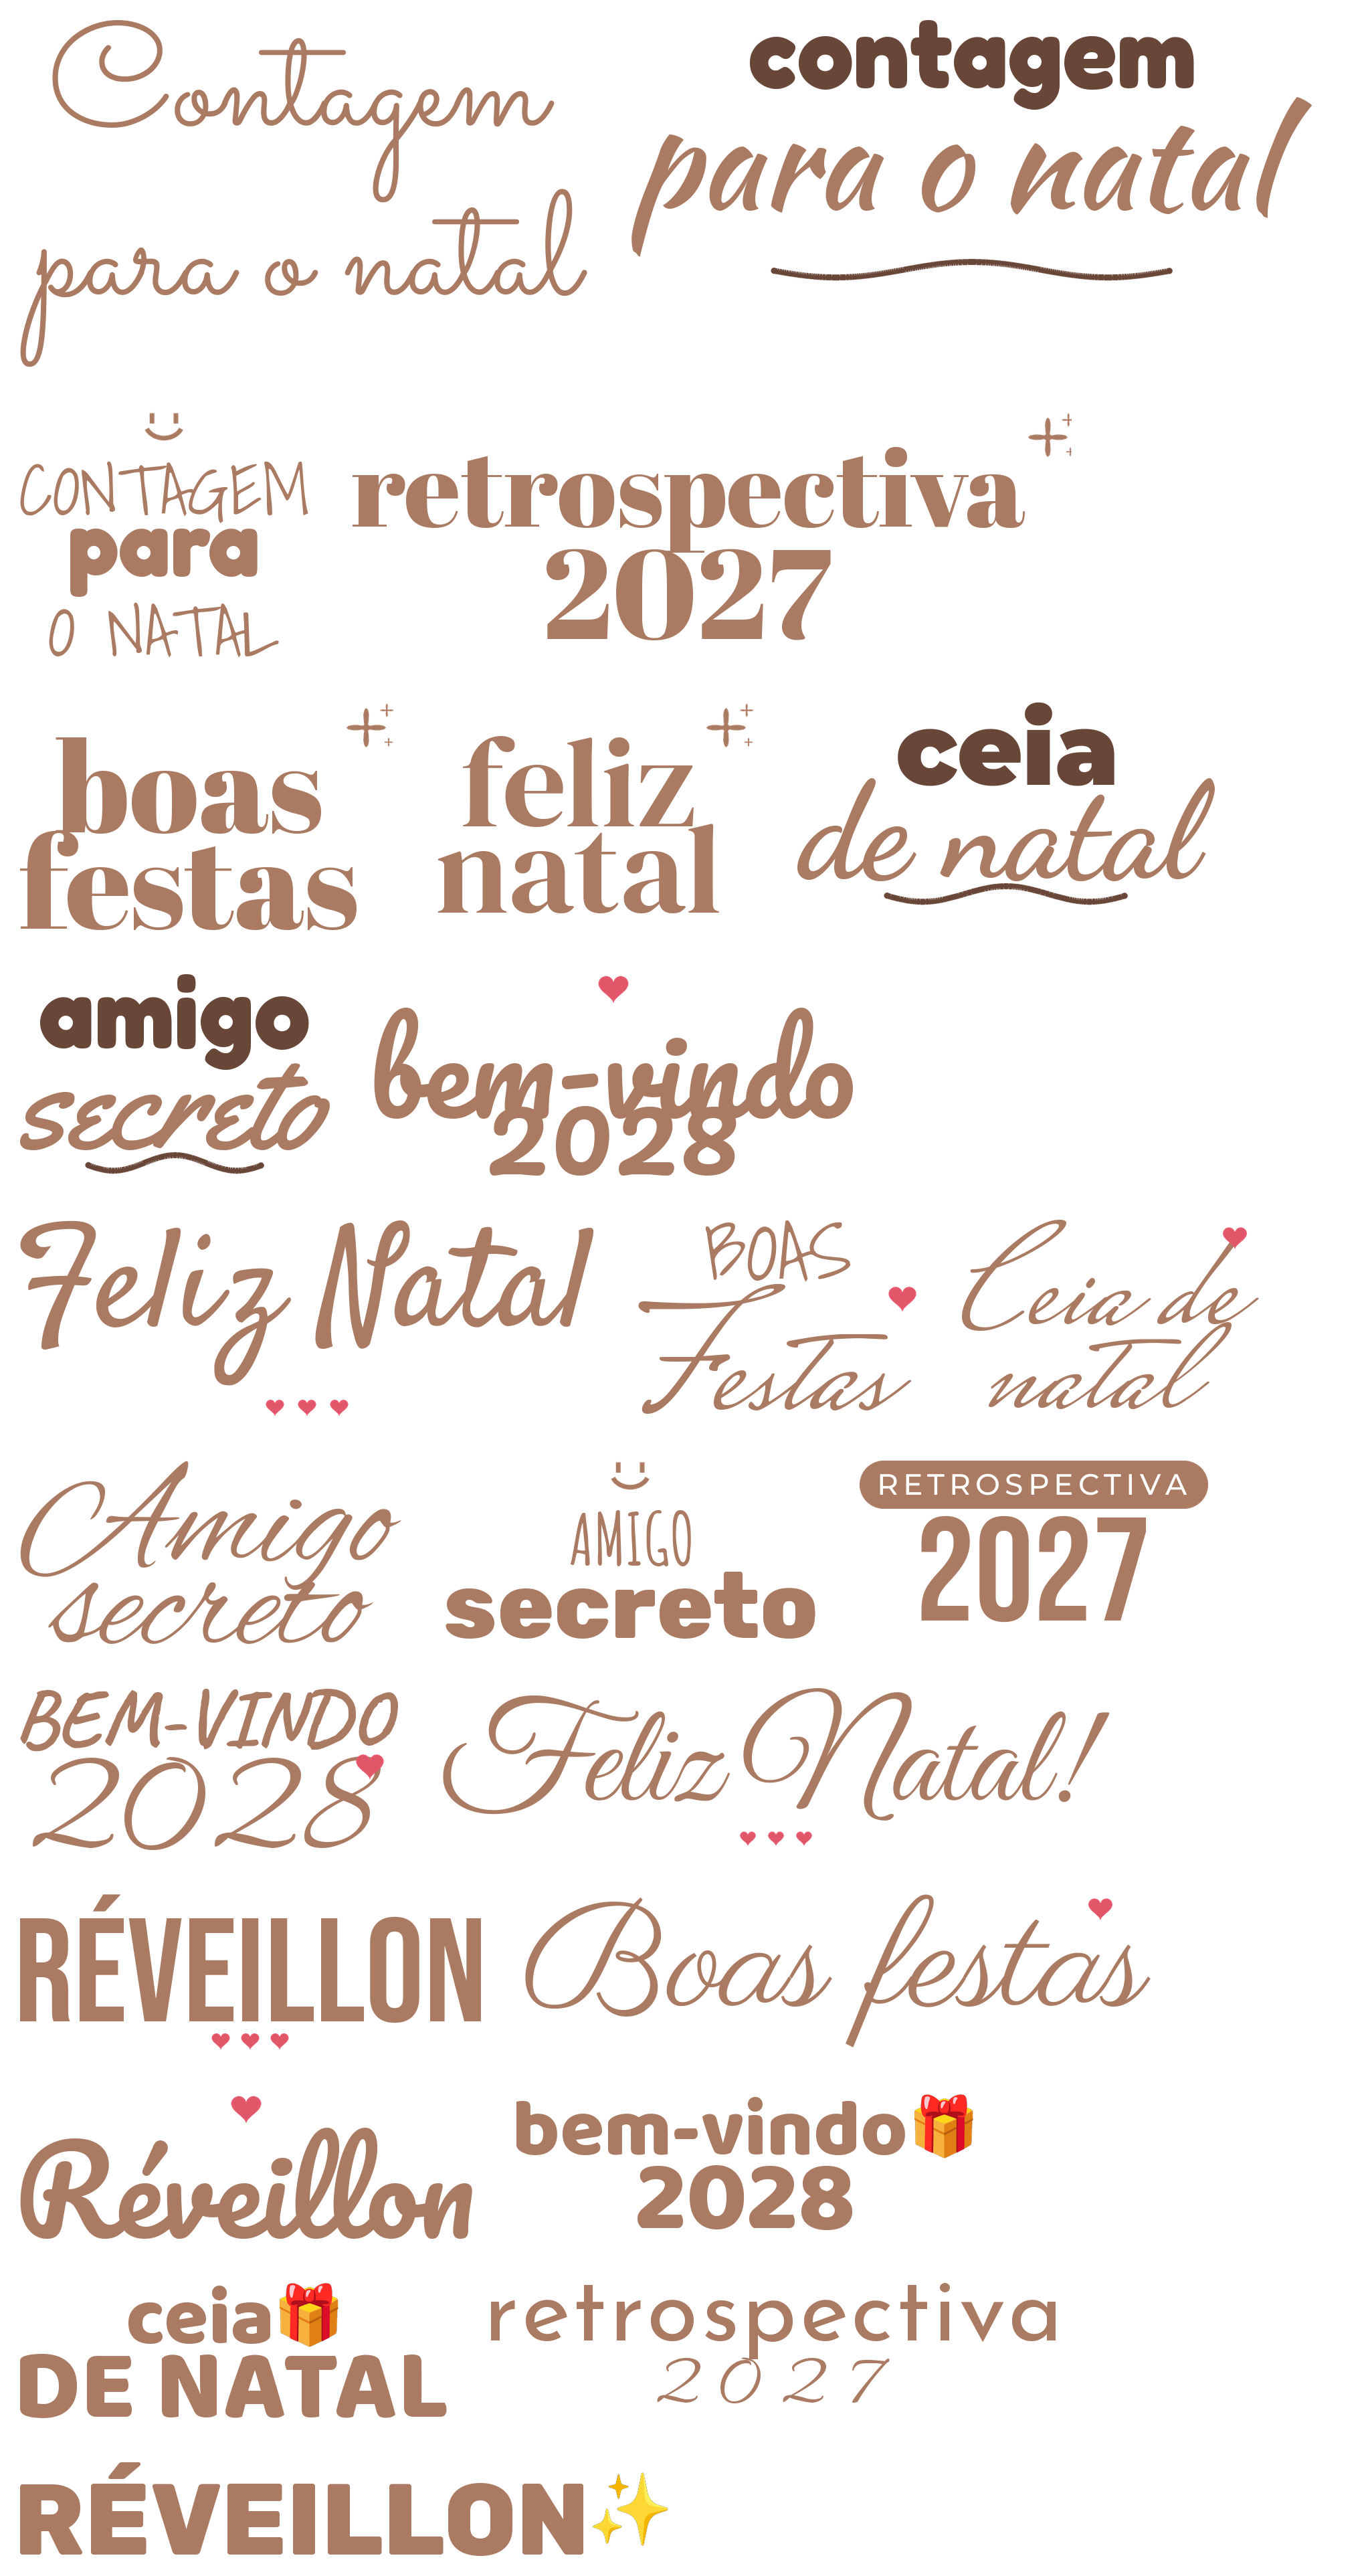 Contagem
para o natal
contagem
para o natal
CONTAGEM
para
O NATAL
retrospectiva
2027
boas
festas
feliz
natal
ceia
de natal
amigo
secreto
bem-vindo
2028
Feliz Natal
BOAS
Festas
Ceia de
natal
Amigo
secreto
AMIGO
secreto
RETROSPECTIVA
2027
BEM-VINDO
2028
Feliz Natal!
RÉVEILLON
Boas festas
Réveillon
bem-vindo🎁
2028
ceia🎁
DE NATAL
retrospectiva
2027
RÉVEILLON✨